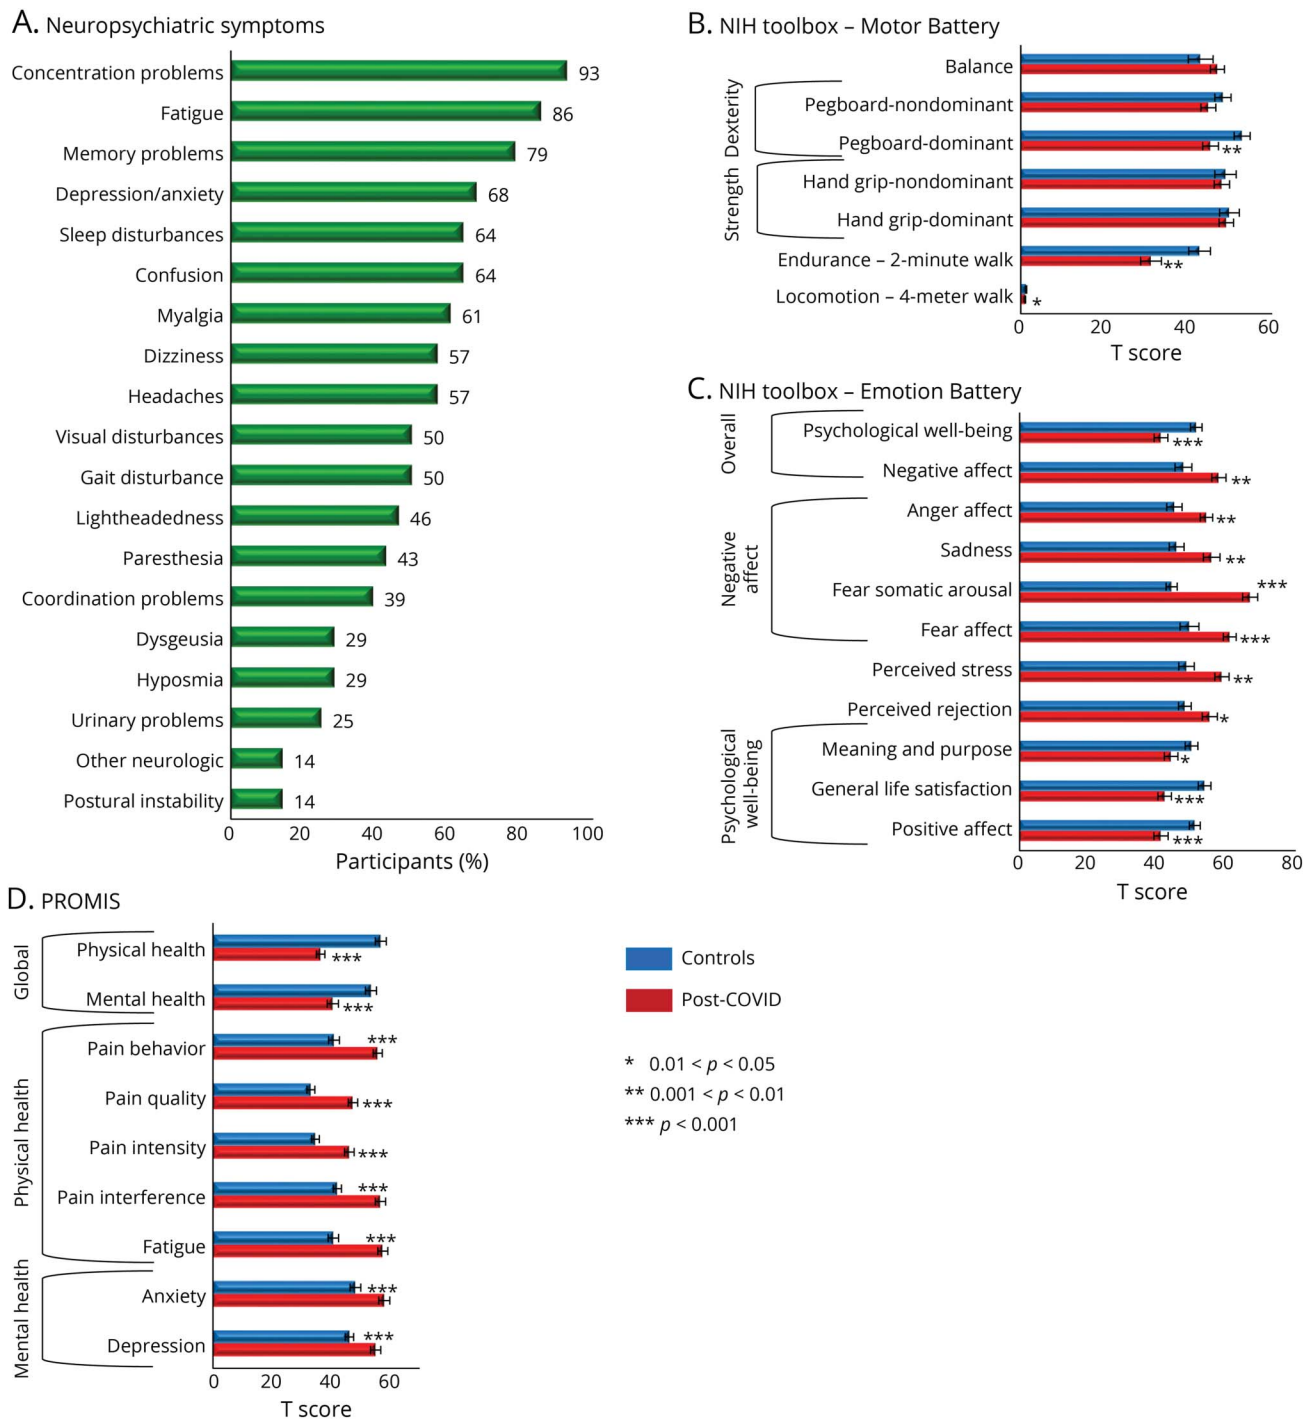 A. Neuropsychiatric symptoms
Concentration problems 93
Fatigue 86
Memory problems 79
Depression/anxiety 68
Sleep disturbances 64
Confusion 64
Myalgia 61
Dizziness 57
Headaches 57
Visual disturbances 50
Gait disturbance 50
Lightheadedness 46
Paresthesia 43
Coordination problems 39
Dysgeusia 29
Hyposmia 29
Urinary problems 25
Other neurologic 14
Postural instability 14
0 20 40 60 80 100
Participants (%)
B. NIH toolbox – Motor Battery
Balance
Dexterity
Pegboard-nondominant
Pegboard-dominant **
Strength
Hand grip-nondominant
Hand grip-dominant
Endurance – 2-minute walk **
Locomotion – 4-meter walk *
0 20 40 60
T score
C. NIH toolbox – Emotion Battery
Overall
Psychological well-being ***
Negative affect **
Negative
affect
Anger affect **
Sadness **
Fear somatic arousal ***
Fear affect ***
Perceived stress **
Perceived rejection *
Psychological
well-being
Meaning and purpose *
General life satisfaction ***
Positive affect ***
0 20 40 60 80
T score
D. PROMIS
Global
Physical health ***
Mental health ***
Physical health
Pain behavior ***
Pain quality ***
Pain intensity ***
Pain interference ***
Fatigue ***
Mental health
Anxiety ***
Depression ***
0 20 40 60
T score
Controls
Post-COVID
* 0.01 < p < 0.05
** 0.001 < p < 0.01
*** p < 0.001